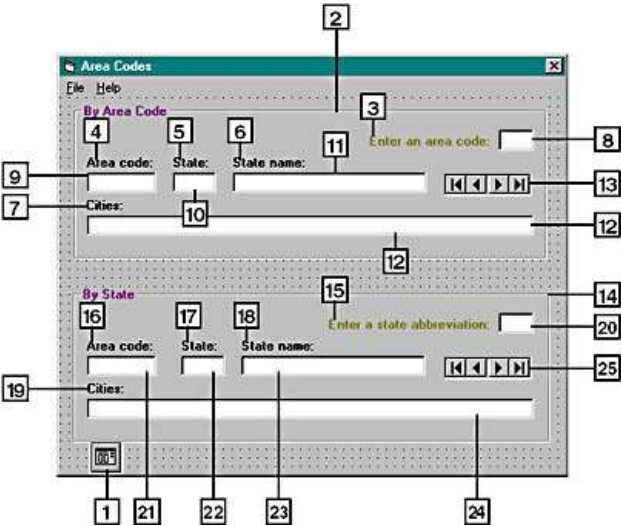 2
Area Codes
File Help
By Area Code
3
4 5 6
Enter an area code: 8
Area code: State: State name: 11
9 13
7 Cities: 10
12
12
By State 15 14
16 17 18
Enter a state abbreviation: 20
Area code: State: State name:
25
19 Cities:
1 21 22 23 24